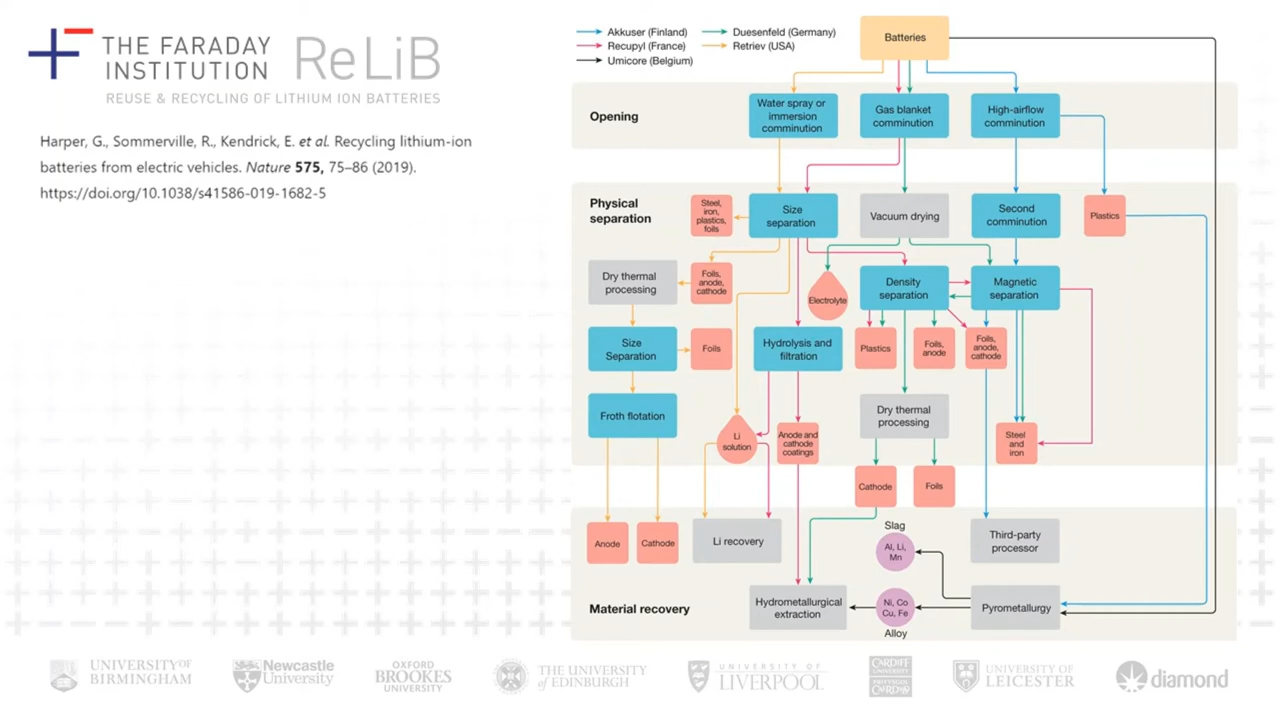 THE FARADAY
INSTITUTION
ReLiB
REUSE & RECYCLING OF LITHIUM ION BATTERIES
Harper, G., Sommerville, R., Kendrick, E. et al. Recycling lithium-ion
batteries from electric vehicles. Nature 575, 75–86 (2019).
https://doi.org/10.1038/s41586-019-1682-5
Akkuser (Finland)
Duesenfeld (Germany)
Recupyl (France)
Retriev (USA)
Umicore (Belgium)
Batteries
Opening
Water spray or
immersion
comminution
Gas blanket
comminution
High-airflow
comminution
Physical
separation
Steel,
iron,
plastics,
foils
Size
separation
Vacuum drying
Second
comminution
Plastics
Dry thermal
processing
Foils,
anode,
cathode
Electrolyte
Density
separation
Magnetic
separation
Size
Separation
Foils
Hydrolysis and
filtration
Plastics
Foils,
anode
Foils,
anode,
cathode
Froth flotation
Li
solution
Anode and
cathode
coatings
Dry thermal
processing
Steel
and
iron
Cathode
Foils
Anode
Cathode
Li recovery
Slag
Al, Li,
Mn
Third-party
processor
Material recovery
Hydrometallurgical
extraction
Ni, Co
Cu, Fe
Alloy
Pyrometallurgy
UNIVERSITY OF
BIRMINGHAM
Newcastle
University
OXFORD
BROOKES
UNIVERSITY
THE UNIVERSITY
of EDINBURGH
UNIVERSITY OF
LIVERPOOL
CARDIFF
UNIVERSITY
PRIFYSGOL
CAERDYDD
UNIVERSITY OF
LEICESTER
diamond